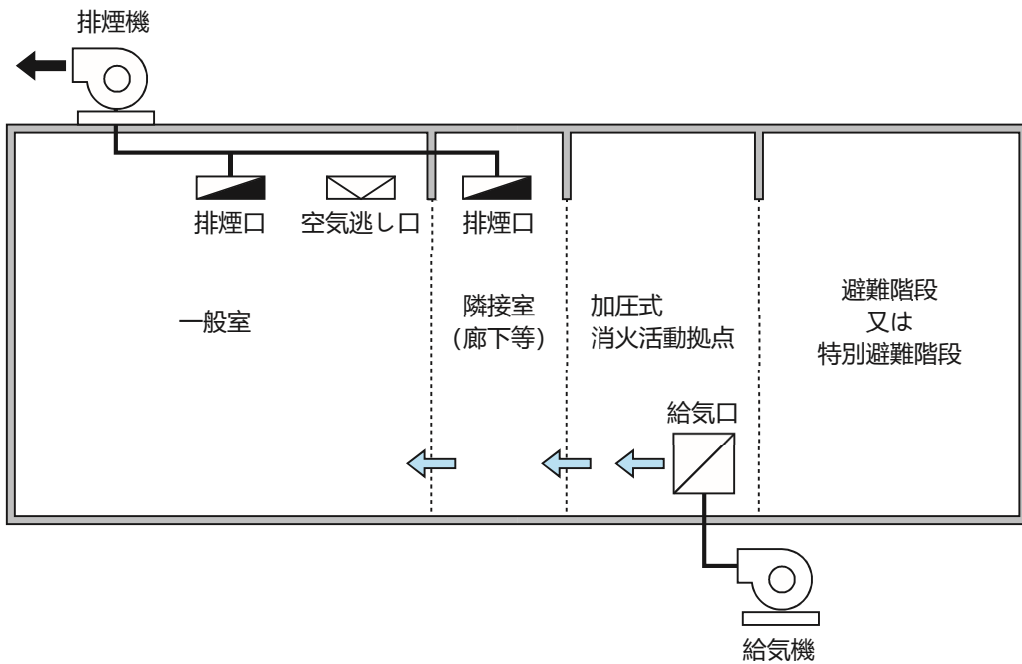 排煙機
排煙口
空気逃し口
排煙口
一般室
隣接室
(廊下等)
加圧式
消火活動拠点
避難階段
又は
特別避難階段
給気口
給気機